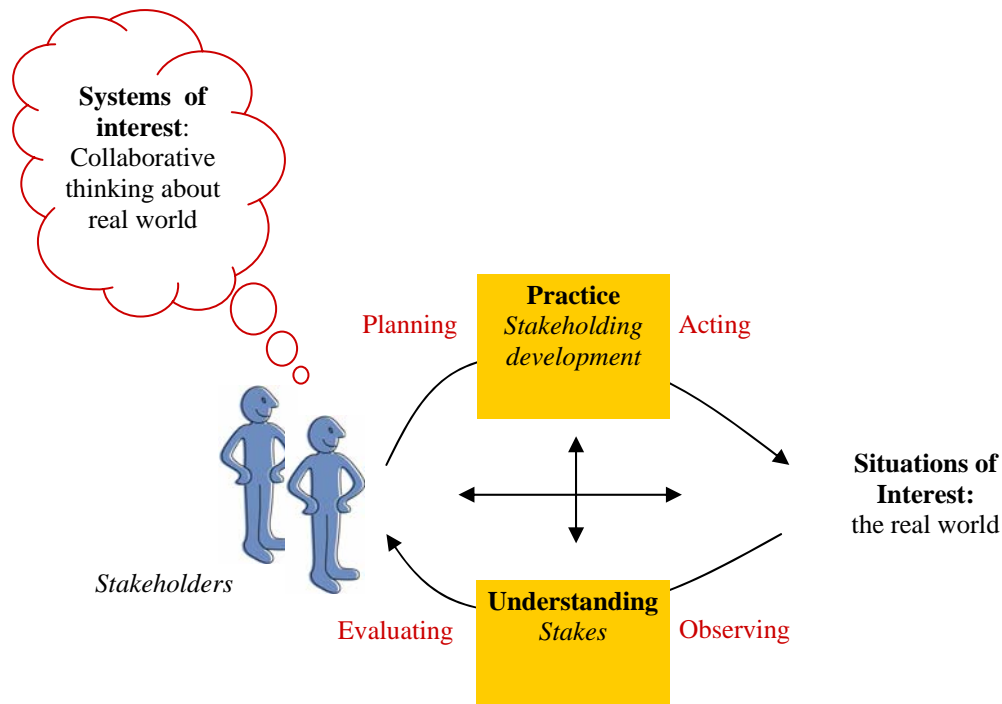 Systems of
interest:
Collaborative
thinking about
real world
Planning
Practice
Stakeholding
development
Acting
Situations of
Interest:
the real world
Stakeholders
Evaluating
Understanding
Stakes
Observing